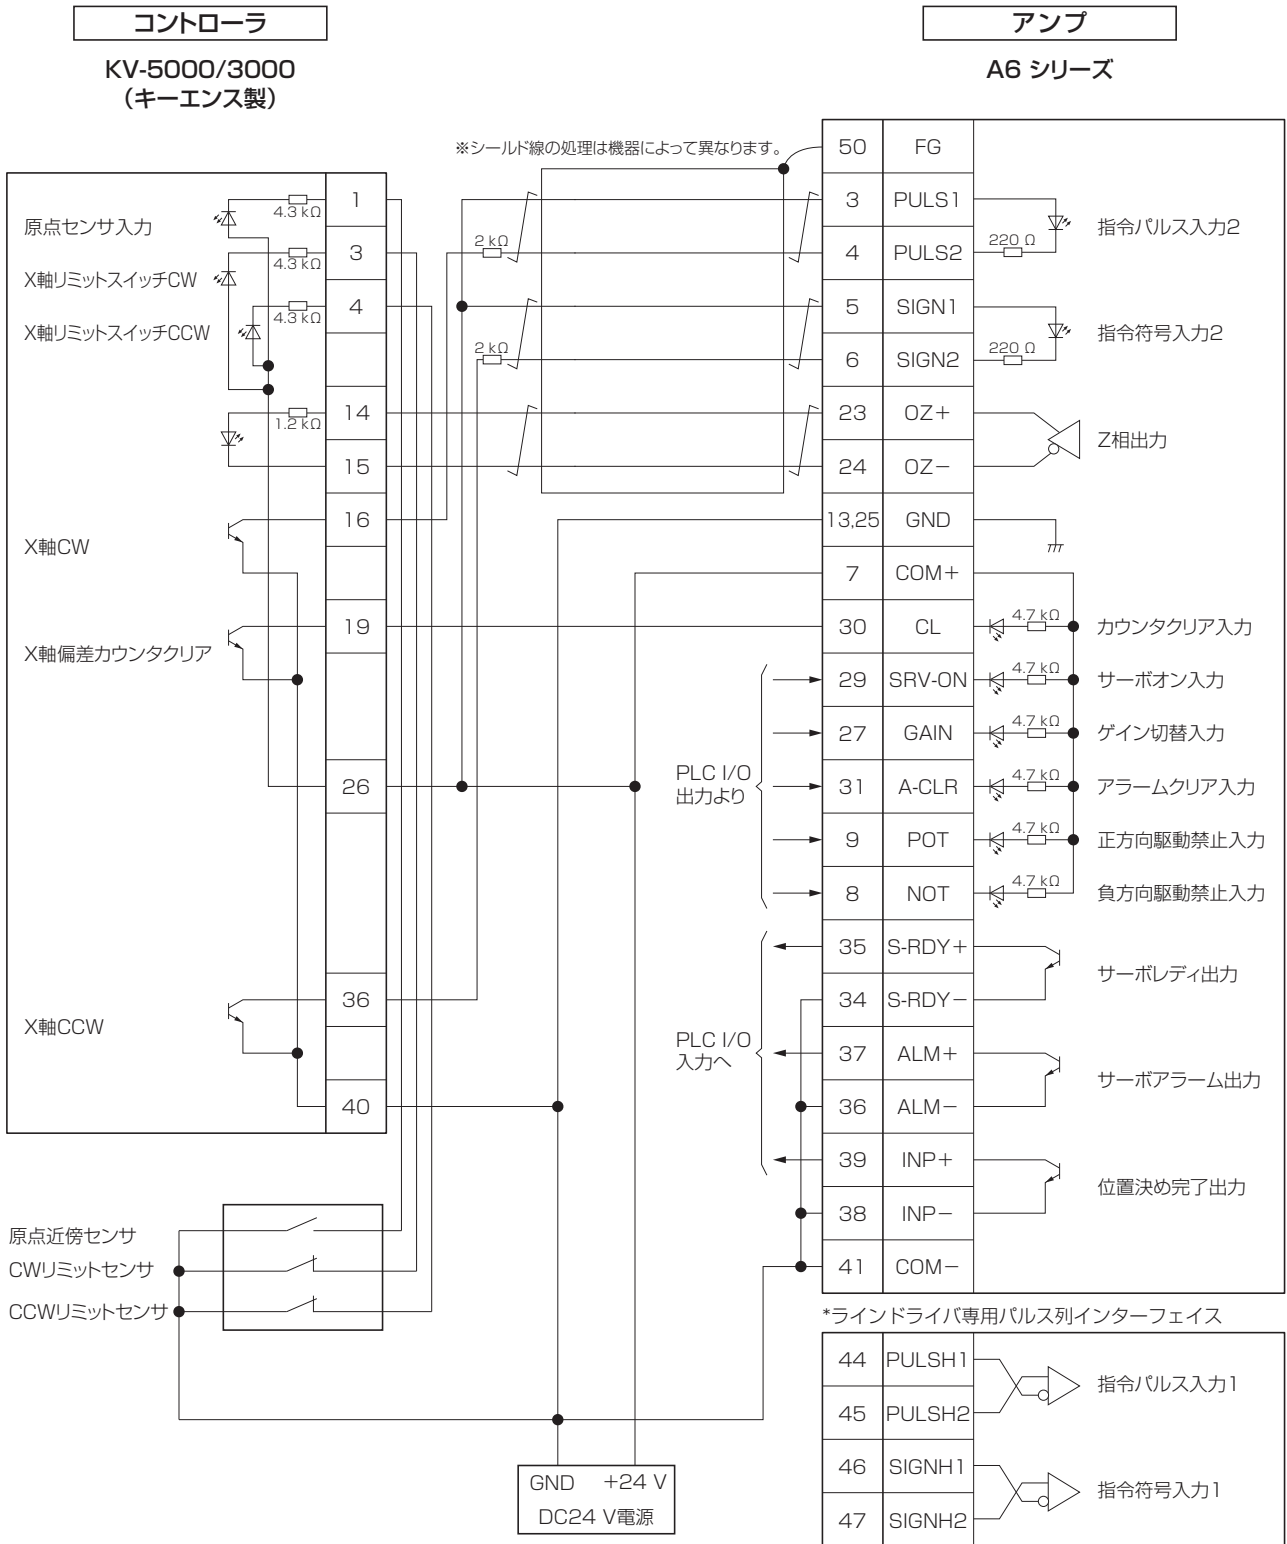 コントローラ
KV-5000/3000
(キーエンス製)
アンプ
A6 シリーズ
※シールド線の処理は機器によって異なります。
原点センサ入力
X軸リミットスイッチCW
X軸リミットスイッチCCW
X軸CW
X軸偏差カウンタクリア
X軸CCW
4.3 kΩ
4.3 kΩ
4.3 kΩ
1.2 kΩ
1
3
4
14
15
16
19
26
36
40
2 kΩ
2 kΩ
50 FG
3 PULS1
4 PULS2
220 Ω
指令パルス入力2
5 SIGN1
6 SIGN2
220 Ω
指令符号入力2
23 OZ+
24 OZ−
Z相出力
13,25 GND
7 COM+
30 CL 4.7 kΩ カウンタクリア入力
29 SRV-ON 4.7 kΩ サーボオン入力
27 GAIN 4.7 kΩ ゲイン切替入力
31 A-CLR 4.7 kΩ アラームクリア入力
9 POT 4.7 kΩ 正方向駆動禁止入力
8 NOT 4.7 kΩ 負方向駆動禁止入力
PLC I/O
出力より
35 S-RDY+
34 S-RDY−
サーボレディ出力
37 ALM+
36 ALM−
サーボアラーム出力
39 INP+
38 INP−
位置決め完了出力
41 COM−
PLC I/O
入力へ
原点近傍センサ
CWリミットセンサ
CCWリミットセンサ
GND +24 V
DC24 V電源
*ラインドライバ専用パルス列インターフェイス
44 PULSH1
45 PULSH2
指令パルス入力1
46 SIGNH1
47 SIGNH2
指令符号入力1